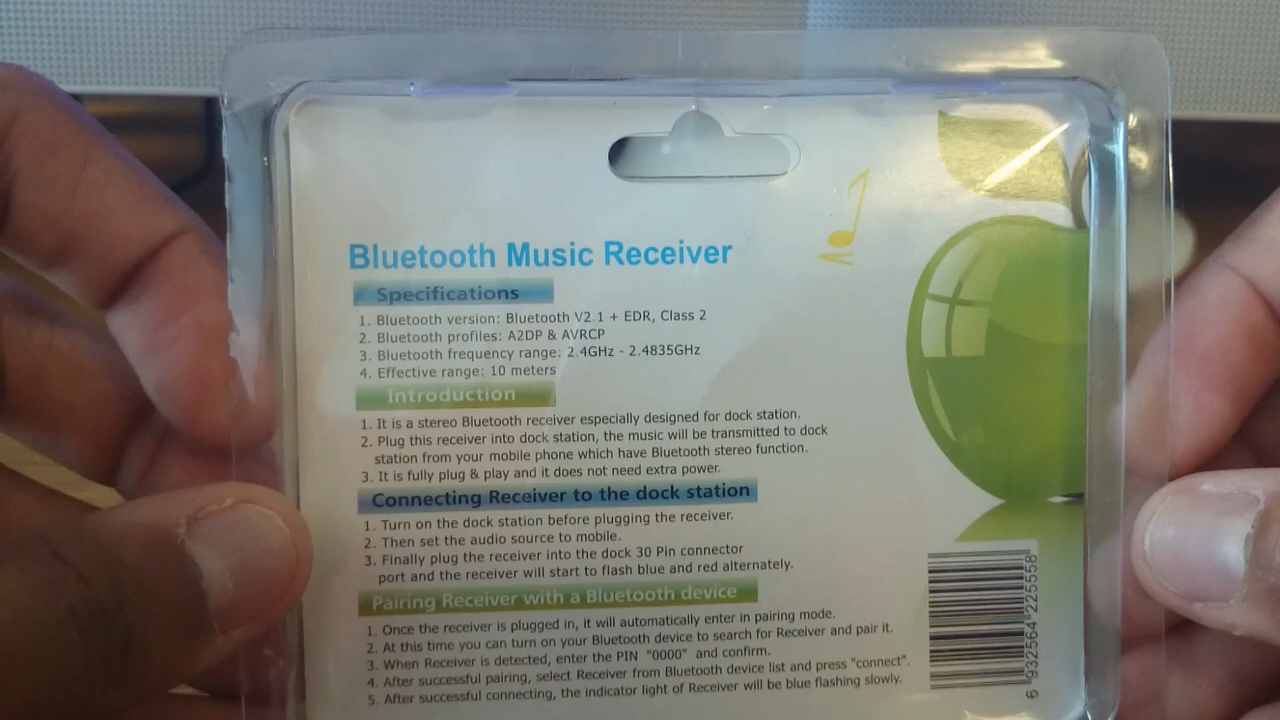 Bluetooth Music Receiver
Specifications
1. Bluetooth version: Bluetooth V2.1 + EDR, Class 2
2. Bluetooth profiles: A2DP & AVRCP
3. Bluetooth frequency range: 2.4GHz - 2.4835GHz
4. Effective range: 10 meters
Introduction
1. It is a stereo Bluetooth receiver especially designed for dock station.
2. Plug this receiver into dock station, the music will be transmitted to dock
station from your mobile phone which have Bluetooth stereo function.
3. It is fully plug & play and it does not need extra power.
Connecting Receiver to the dock station
1. Turn on the dock station before plugging the receiver.
2. Then set the audio source to mobile.
3. Finally plug the receiver into the dock 30 Pin connector
port and the receiver will start to flash blue and red alternately.
Pairing Receiver with a Bluetooth device
1. Once the receiver is plugged in, it will automatically enter in pairing mode.
2. At this time you can turn on your Bluetooth device to search for Receiver and pair it.
3. When Receiver is detected, enter the PIN "0000" and confirm.
4. After successful pairing, select Receiver from Bluetooth device list and press "connect".
5. After successful connecting, the indicator light of Receiver will be blue flashing slowly.
6 932564 225558